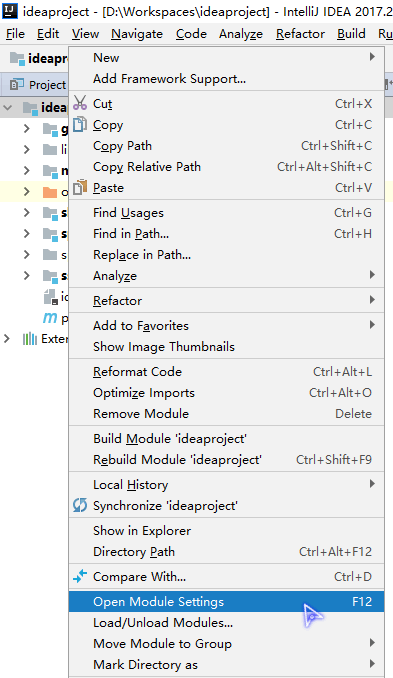 ideaproject - [D:\Workspaces\ideaproject] - IntelliJ IDEA 2017.2
File Edit View Navigate Code Analyze Refactor Build Ru
ideapr
Project
idea
New
Add Framework Support...
Cut Ctrl+X
Copy Ctrl+C
Copy Path Ctrl+Shift+C
Copy Relative Path Ctrl+Alt+Shift+C
Paste Ctrl+V
Find Usages Ctrl+G
Find in Path... Ctrl+H
Replace in Path...
Analyze
Refactor
Add to Favorites
Show Image Thumbnails
Exter
Reformat Code Ctrl+Alt+L
Optimize Imports Ctrl+Alt+O
Remove Module Delete
Build Module 'ideaproject'
Rebuild Module 'ideaproject' Ctrl+Shift+F9
Local History
Synchronize 'ideaproject'
Show in Explorer
Directory Path Ctrl+Alt+F12
Compare With... Ctrl+D
Open Module Settings F12
Load/Unload Modules...
Move Module to Group
Mark Directory as